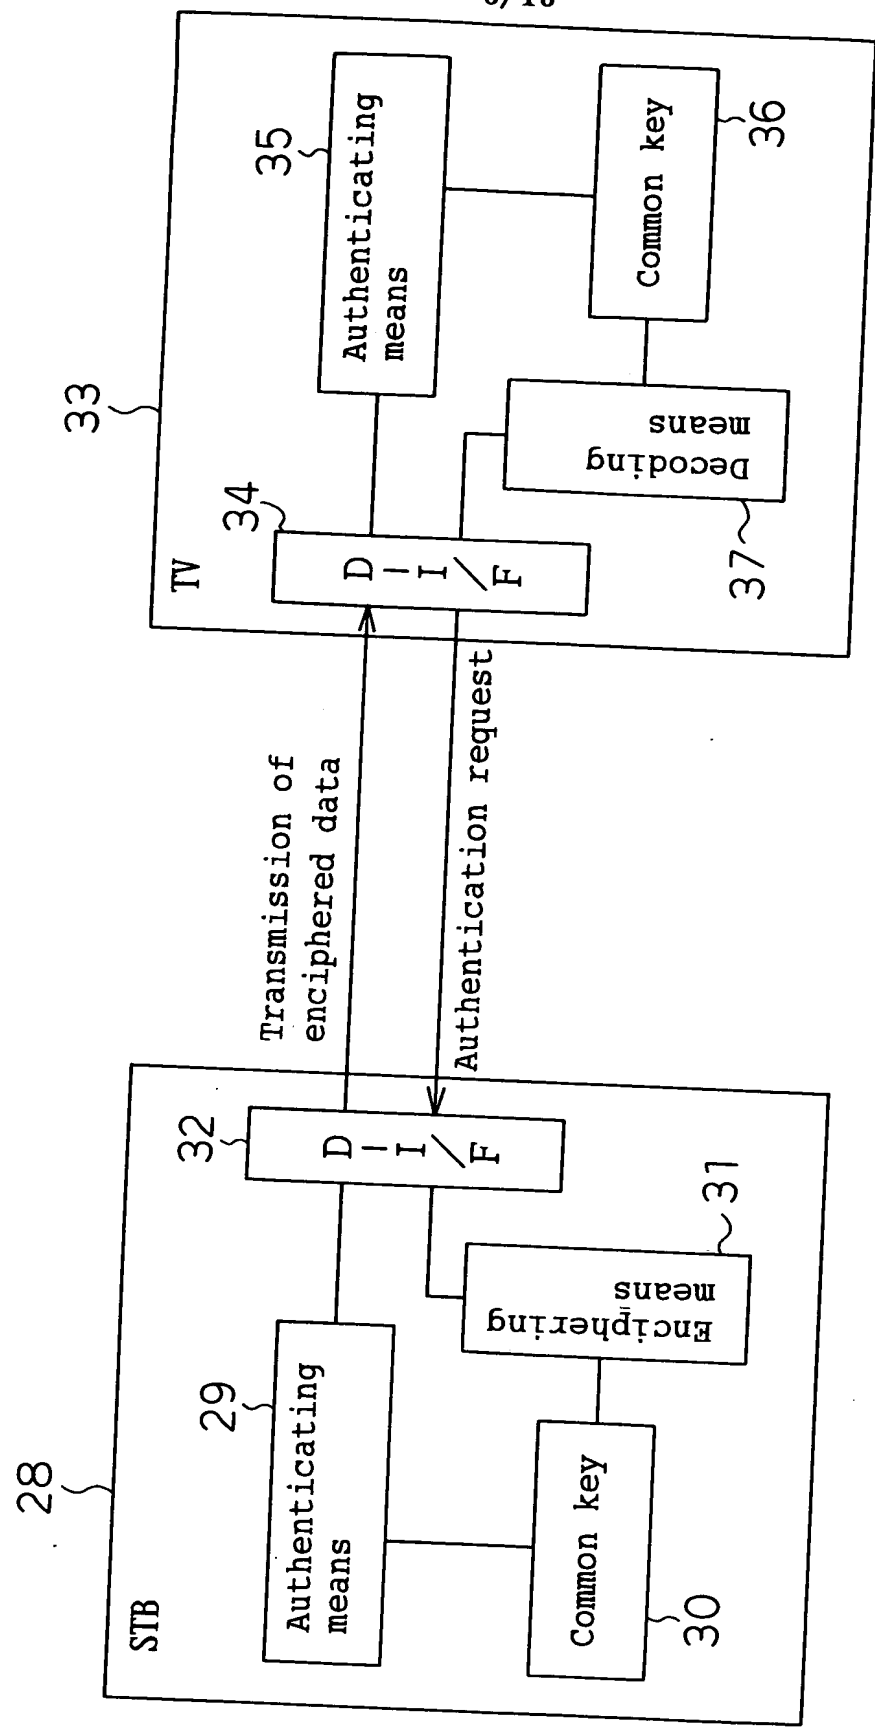 28
STB
29
Authenticating
means
Common key
30
Enciphering
means
31
32
D-I/F
Transmission of
enciphered data
Authentication request
33
TV
34
D-I/F
35
Authenticating
means
Common key
36
Decoding
means
37